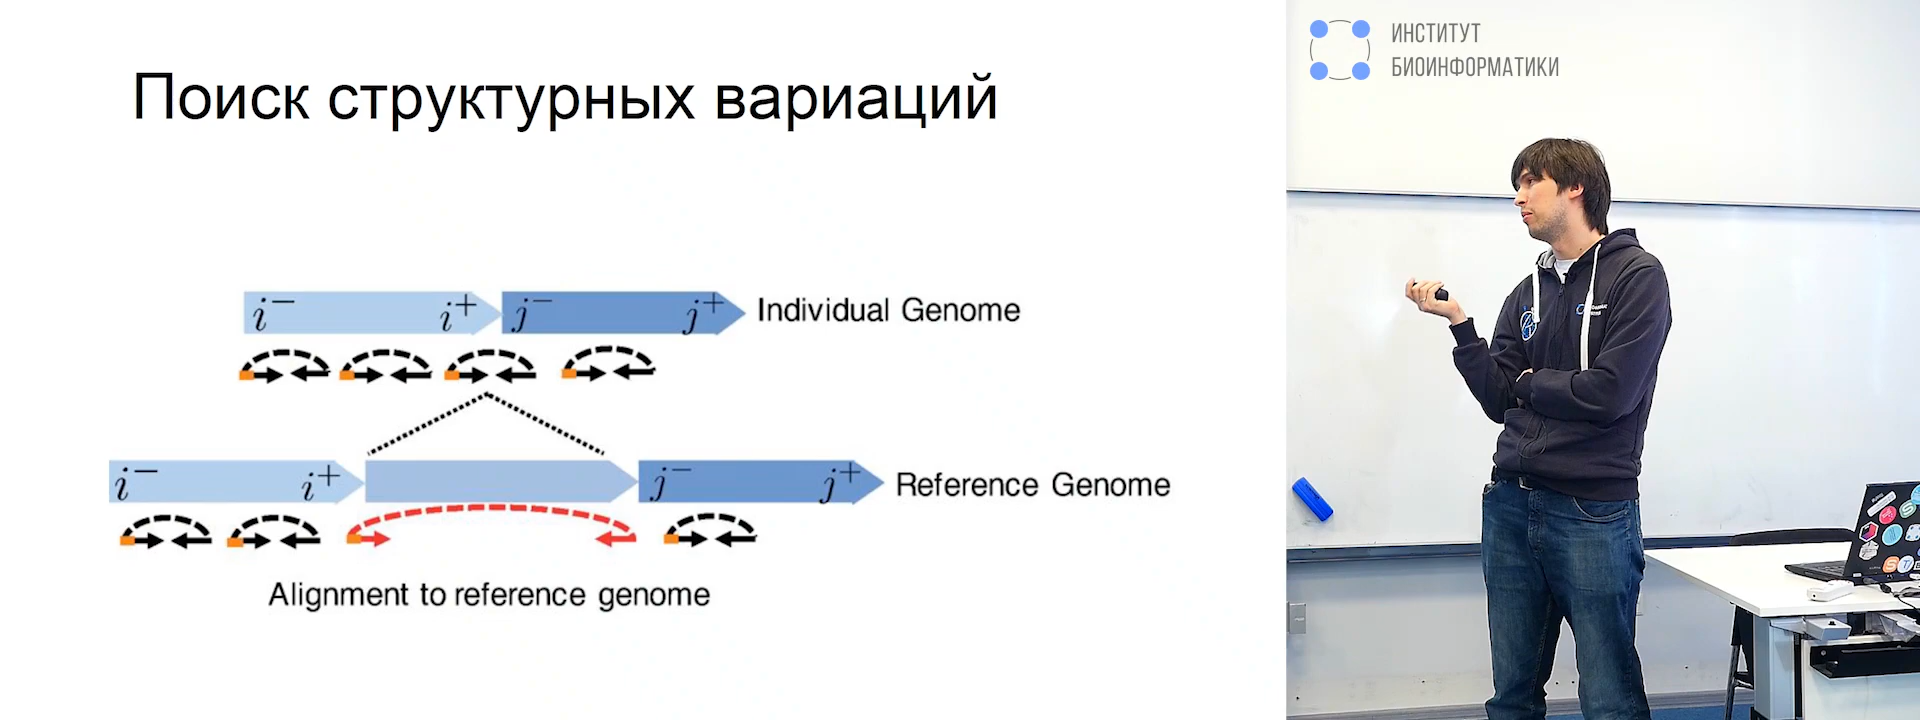 Поиск структурных вариаций
i⁻ i⁺ j⁻ j⁺ Individual Genome
i⁻ i⁺ j⁻ j⁺ Reference Genome
Alignment to reference genome
ИНСТИТУТ
БИОИНФОРМАТИКИ